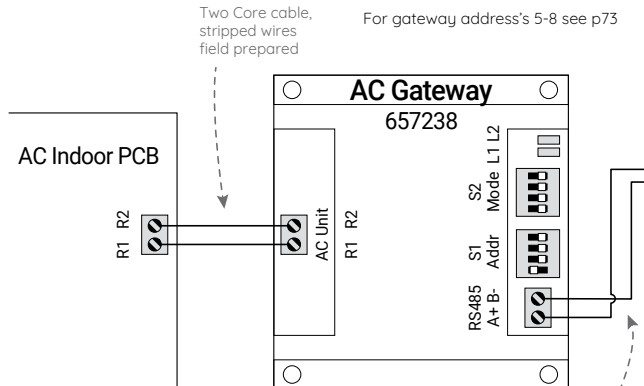 Two Core cable,
stripped wires
field prepared
For gateway address's 5-8 see p73
AC Gateway
657238
AC Indoor PCB
R1 R2
AC Unit
R1 R2
L1 L2
S2
Mode
S1
Addr
RS485
A+ B-